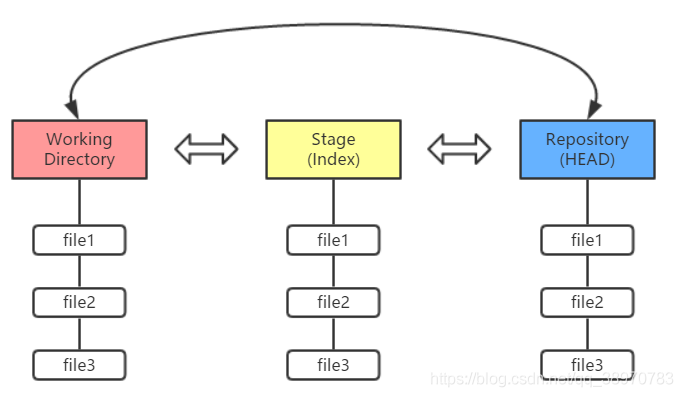 Working
Directory
Stage
(Index)
Repository
(HEAD)
file1
file1
file1
file2
file2
file2
file3
file3
file3
https://blog.csdn.net/qq_38970783